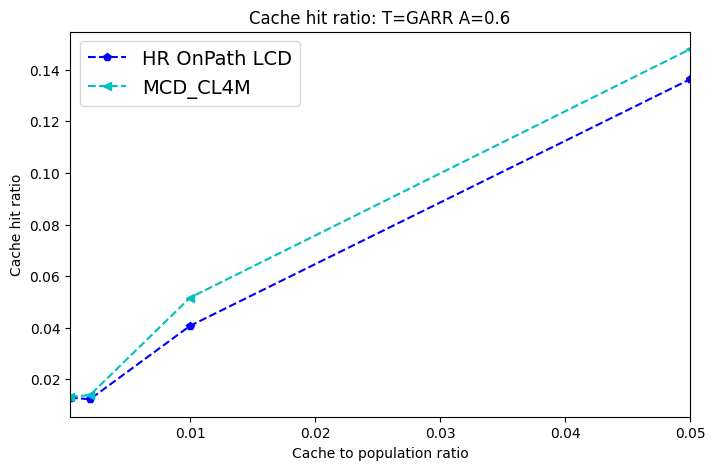 Cache hit ratio: T=GARR A=0.6
HR OnPath LCD
MCD_CL4M
Cache hit ratio
0.14
0.12
0.10
0.08
0.06
0.04
0.02
0.01 0.02 0.03 0.04 0.05
Cache to population ratio